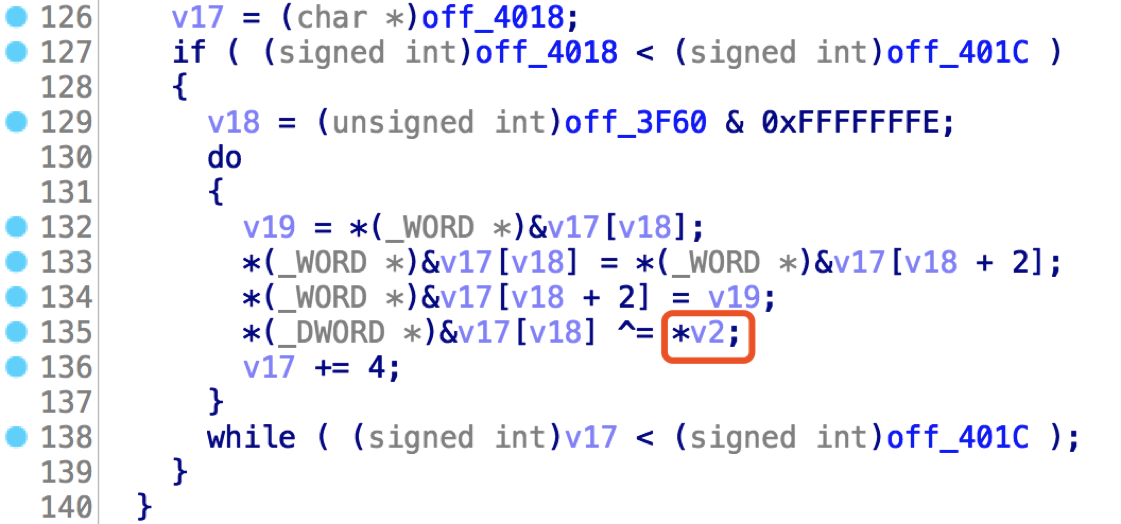 126 v17 = (char *)off_4018;
127 if ( (signed int)off_4018 < (signed int)off_401C )
128 {
129 v18 = (unsigned int)off_3F60 & 0xFFFFFFFE;
130 do
131 {
132 v19 = *(_WORD *)&v17[v18];
133 *(_WORD *)&v17[v18] = *(_WORD *)&v17[v18 + 2];
134 *(_WORD *)&v17[v18 + 2] = v19;
135 *(_DWORD *)&v17[v18] ^= *v2;
136 v17 += 4;
137 }
138 while ( (signed int)v17 < (signed int)off_401C );
139 }
140 }